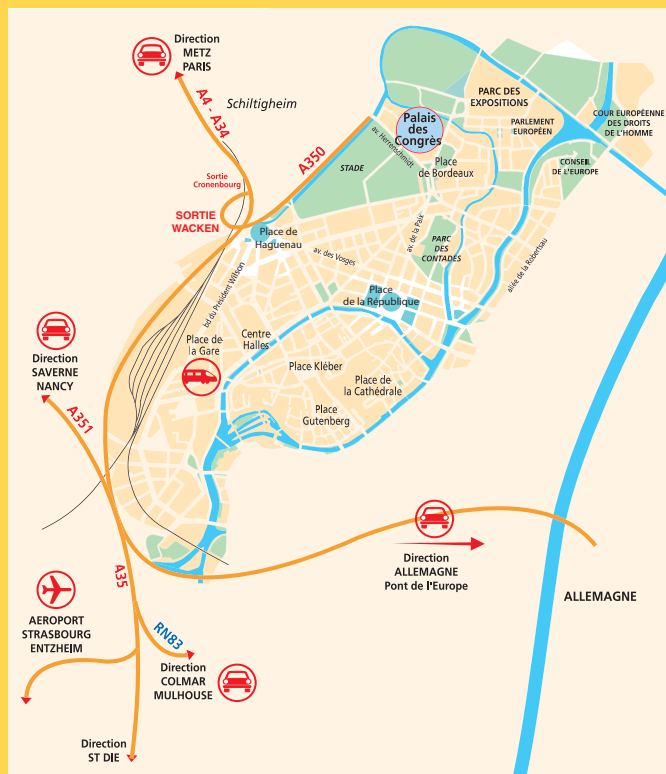 Direction
METZ
PARIS
A4 - A34
Schiltigheim
Sortie
Cronenbourg
A350
SORTIE
WACKEN
STADE
Palais
des
Congrès
av. Herrenschmidt
PARC DES
EXPOSITIONS
PARLEMENT
EUROPÉEN
COUR EUROPÉENNE
DES DROITS
DE L'HOMME
CONSEIL
DE L'EUROPE
Place
de Bordeaux
Place de
Haguenau
av. des Vosges
av. de la Paix
PARC
DES
CONTADES
allée de la Robertsau
bd du Président Wilson
Place
de la République
Place de
la Gare
Centre
Halles
Place Kléber
Place de
la Cathédrale
Place
Gutenberg
Direction
SAVERNE
NANCY
A351
A35
Direction
ALLEMAGNE
Pont de l'Europe
ALLEMAGNE
AEROPORT
STRASBOURG
ENTZHEIM
RN83
Direction
COLMAR
MULHOUSE
Direction
ST DIE